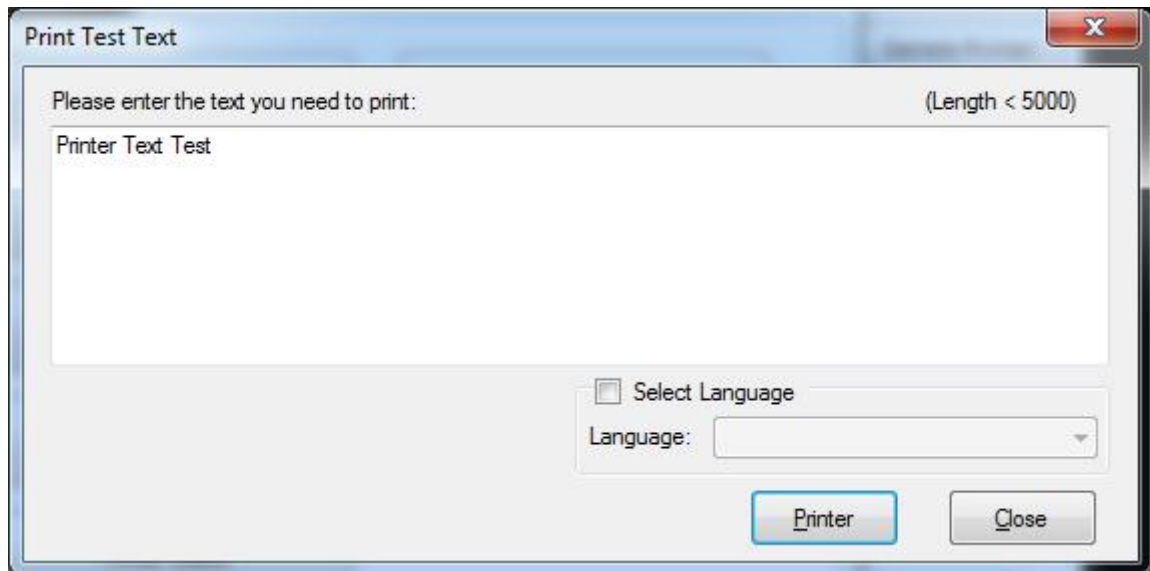 Print Test Text
Please enter the text you need to print: (Length < 5000)
Printer Text Test
Select Language
Language:
Printer Close